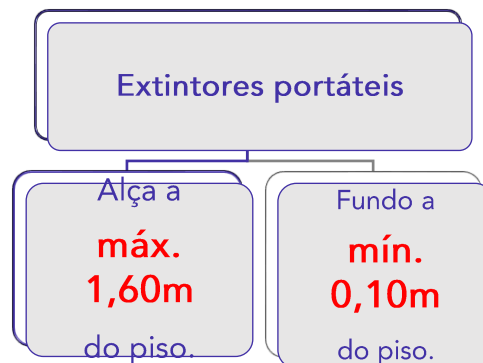 Extintores portáteis
Alça a
máx.
1,60m
do piso.
Fundo a
mín.
0,10m
do piso.